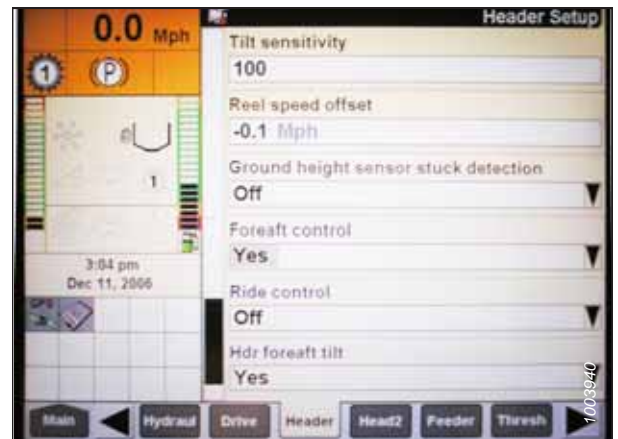 0.0 Mph
Header Setup
1 (P)
Tilt sensitivity
100
Reel speed offset
-0.1 Mph
Ground height sensor stuck detection
Off
1
Foreaft control
Yes
3:04 pm
Dec 11, 2006
Ride control
GPS
Off
Hdr foreaft tilt
Yes
1003940
Main Hydraul Drive Header Head2 Feeder Thresh